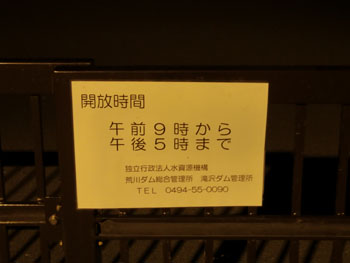 開放時間
午前9時から
午後5時まで
独立行政法人水資源機構
荒川ダム総合管理所 滝沢ダム管理所
TEL 0494-55-0090